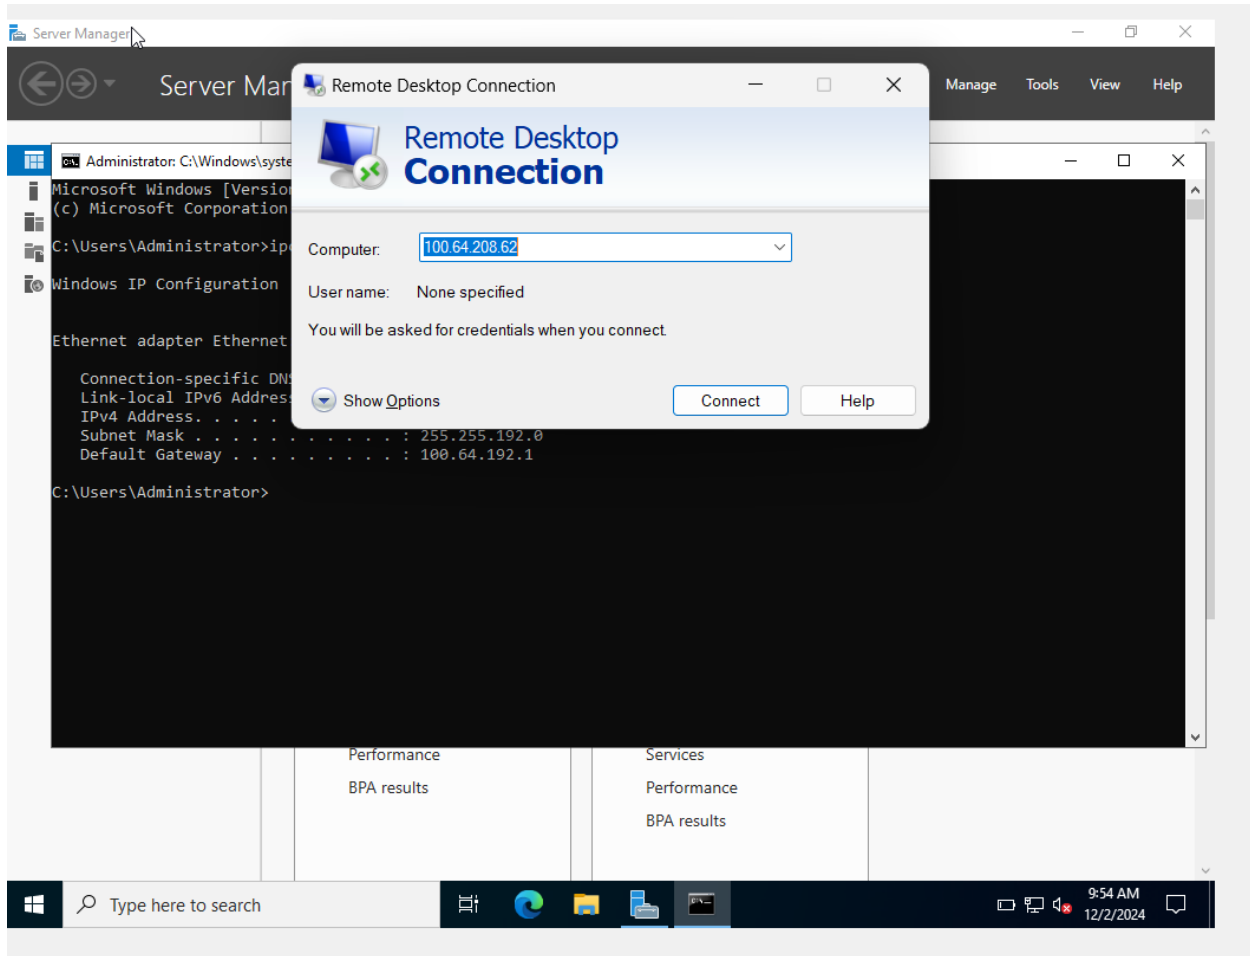 Server Manager
Server Man
Manage
Tools
View
Help
Remote Desktop Connection
Remote Desktop
Connection
Computer:
100.64.208.62
User name:
None specified
You will be asked for credentials when you connect.
Show Options
Connect
Help
Administrator: C:\Windows\syste
Microsoft Windows [Version
(c) Microsoft Corporation
C:\Users\Administrator>ip
Windows IP Configuration
Ethernet adapter Ethernet
Connection-specific DNS
Link-local IPv6 Address
IPv4 Address. . . . .
Subnet Mask . . . . . . . . . . . : 255.255.192.0
Default Gateway . . . . . . . . . : 100.64.192.1
C:\Users\Administrator>
Performance
BPA results
Services
Performance
BPA results
Type here to search
9:54 AM
12/2/2024